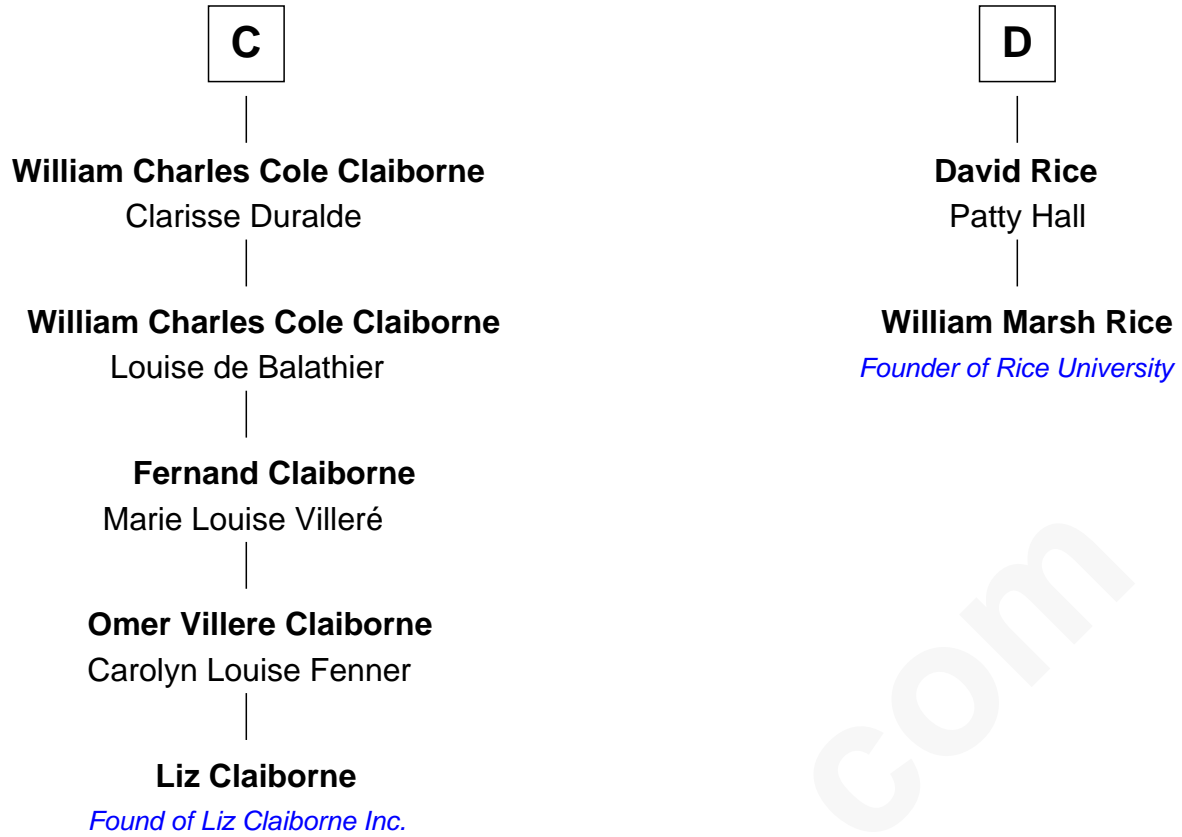 C
William Charles Cole Claiborne
Clarisse Duralde
William Charles Cole Claiborne
Louise de Balathier
Fernand Claiborne
Marie Louise Villeré
Omer Villere Claiborne
Carolyn Louise Fenner
Liz Claiborne
Found of Liz Claiborne Inc.
D
David Rice
Patty Hall
William Marsh Rice
Founder of Rice University
com